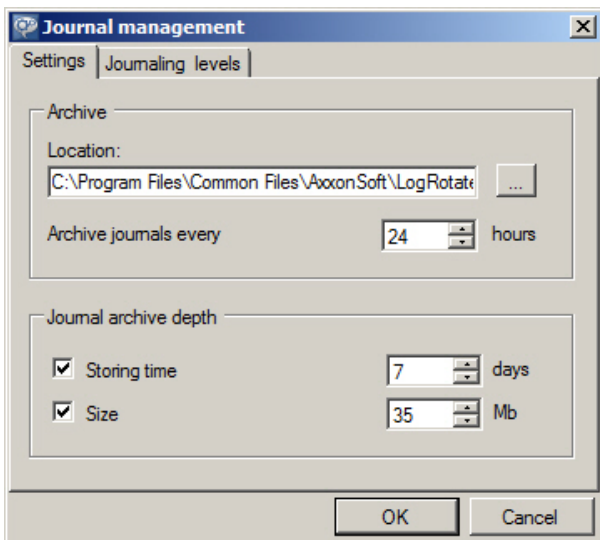 Journal management
Settings Journaling levels
Archive
Location:
C:\Program Files\Common Files\AxxonSoft\LogRotate ...
Archive journals every 24 hours
Journal archive depth
Storing time 7 days
Size 35 Mb
OK Cancel